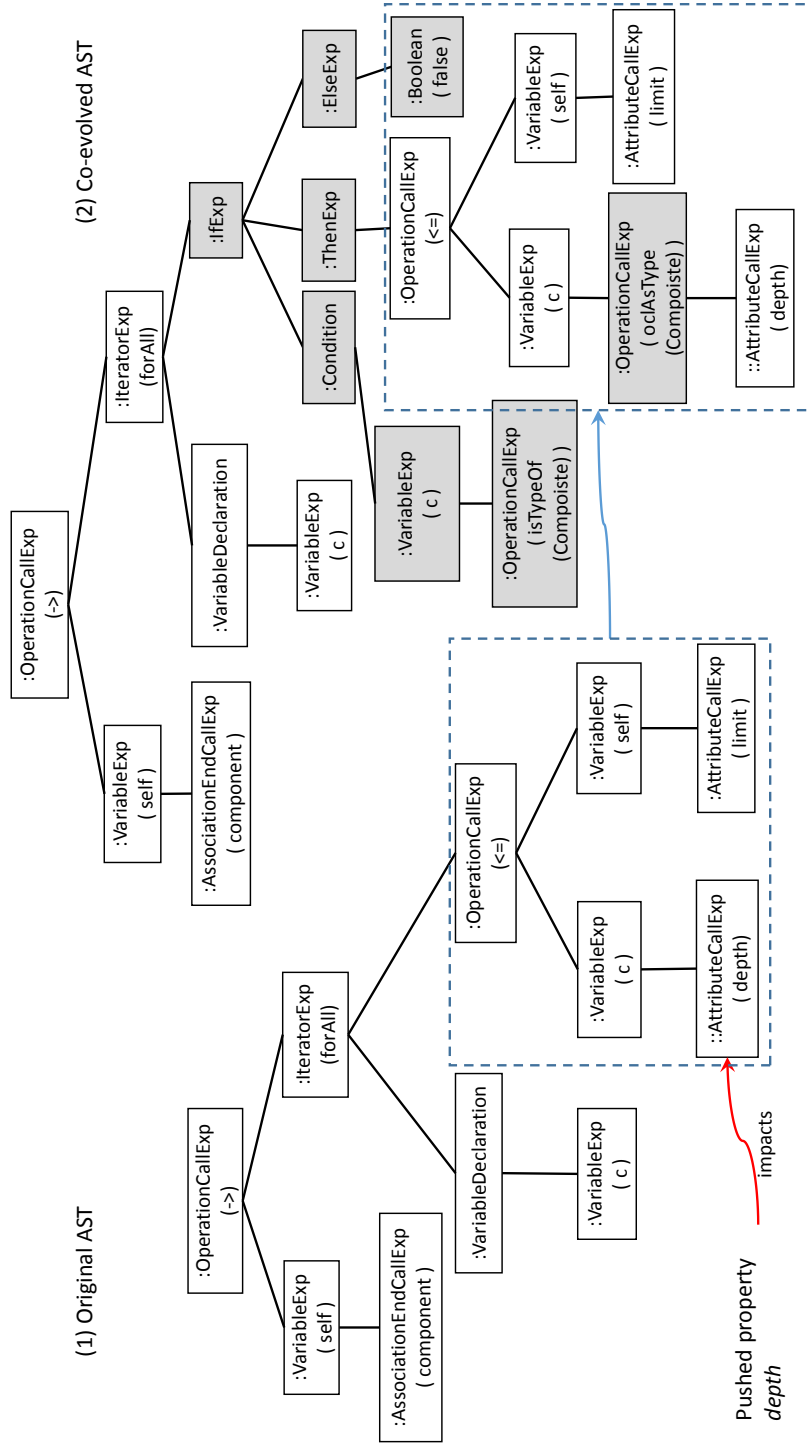 (1) Original AST
:OperationCallExp
(->)
:VariableExp
( self )
:AssociationEndCallExp
( component )
:IteratorExp
(forAll)
:VariableDeclaration
:VariableExp
( c )
:OperationCallExp
(<=)
:VariableExp
( c )
::AttributeCallExp
( depth)
:VariableExp
( self )
:AttributeCallExp
( limit )
Pushed property
depth
impacts
(2) Co-evolved AST
:OperationCallExp
(->)
:VariableExp
( self )
:AssociationEndCallExp
( component )
:IteratorExp
(forAll)
:VariableDeclaration
:VariableExp
( c )
:IfExp
:Condition
:VariableExp
( c )
:OperationCallExp
( isTypeOf
(Compoiste) )
:ThenExp
:OperationCallExp
(<=)
:VariableExp
( c )
:OperationCallExp
( oclAsType
(Compoiste) )
::AttributeCallExp
( depth)
:VariableExp
( self )
:AttributeCallExp
( limit )
:ElseExp
:Boolean
( false )